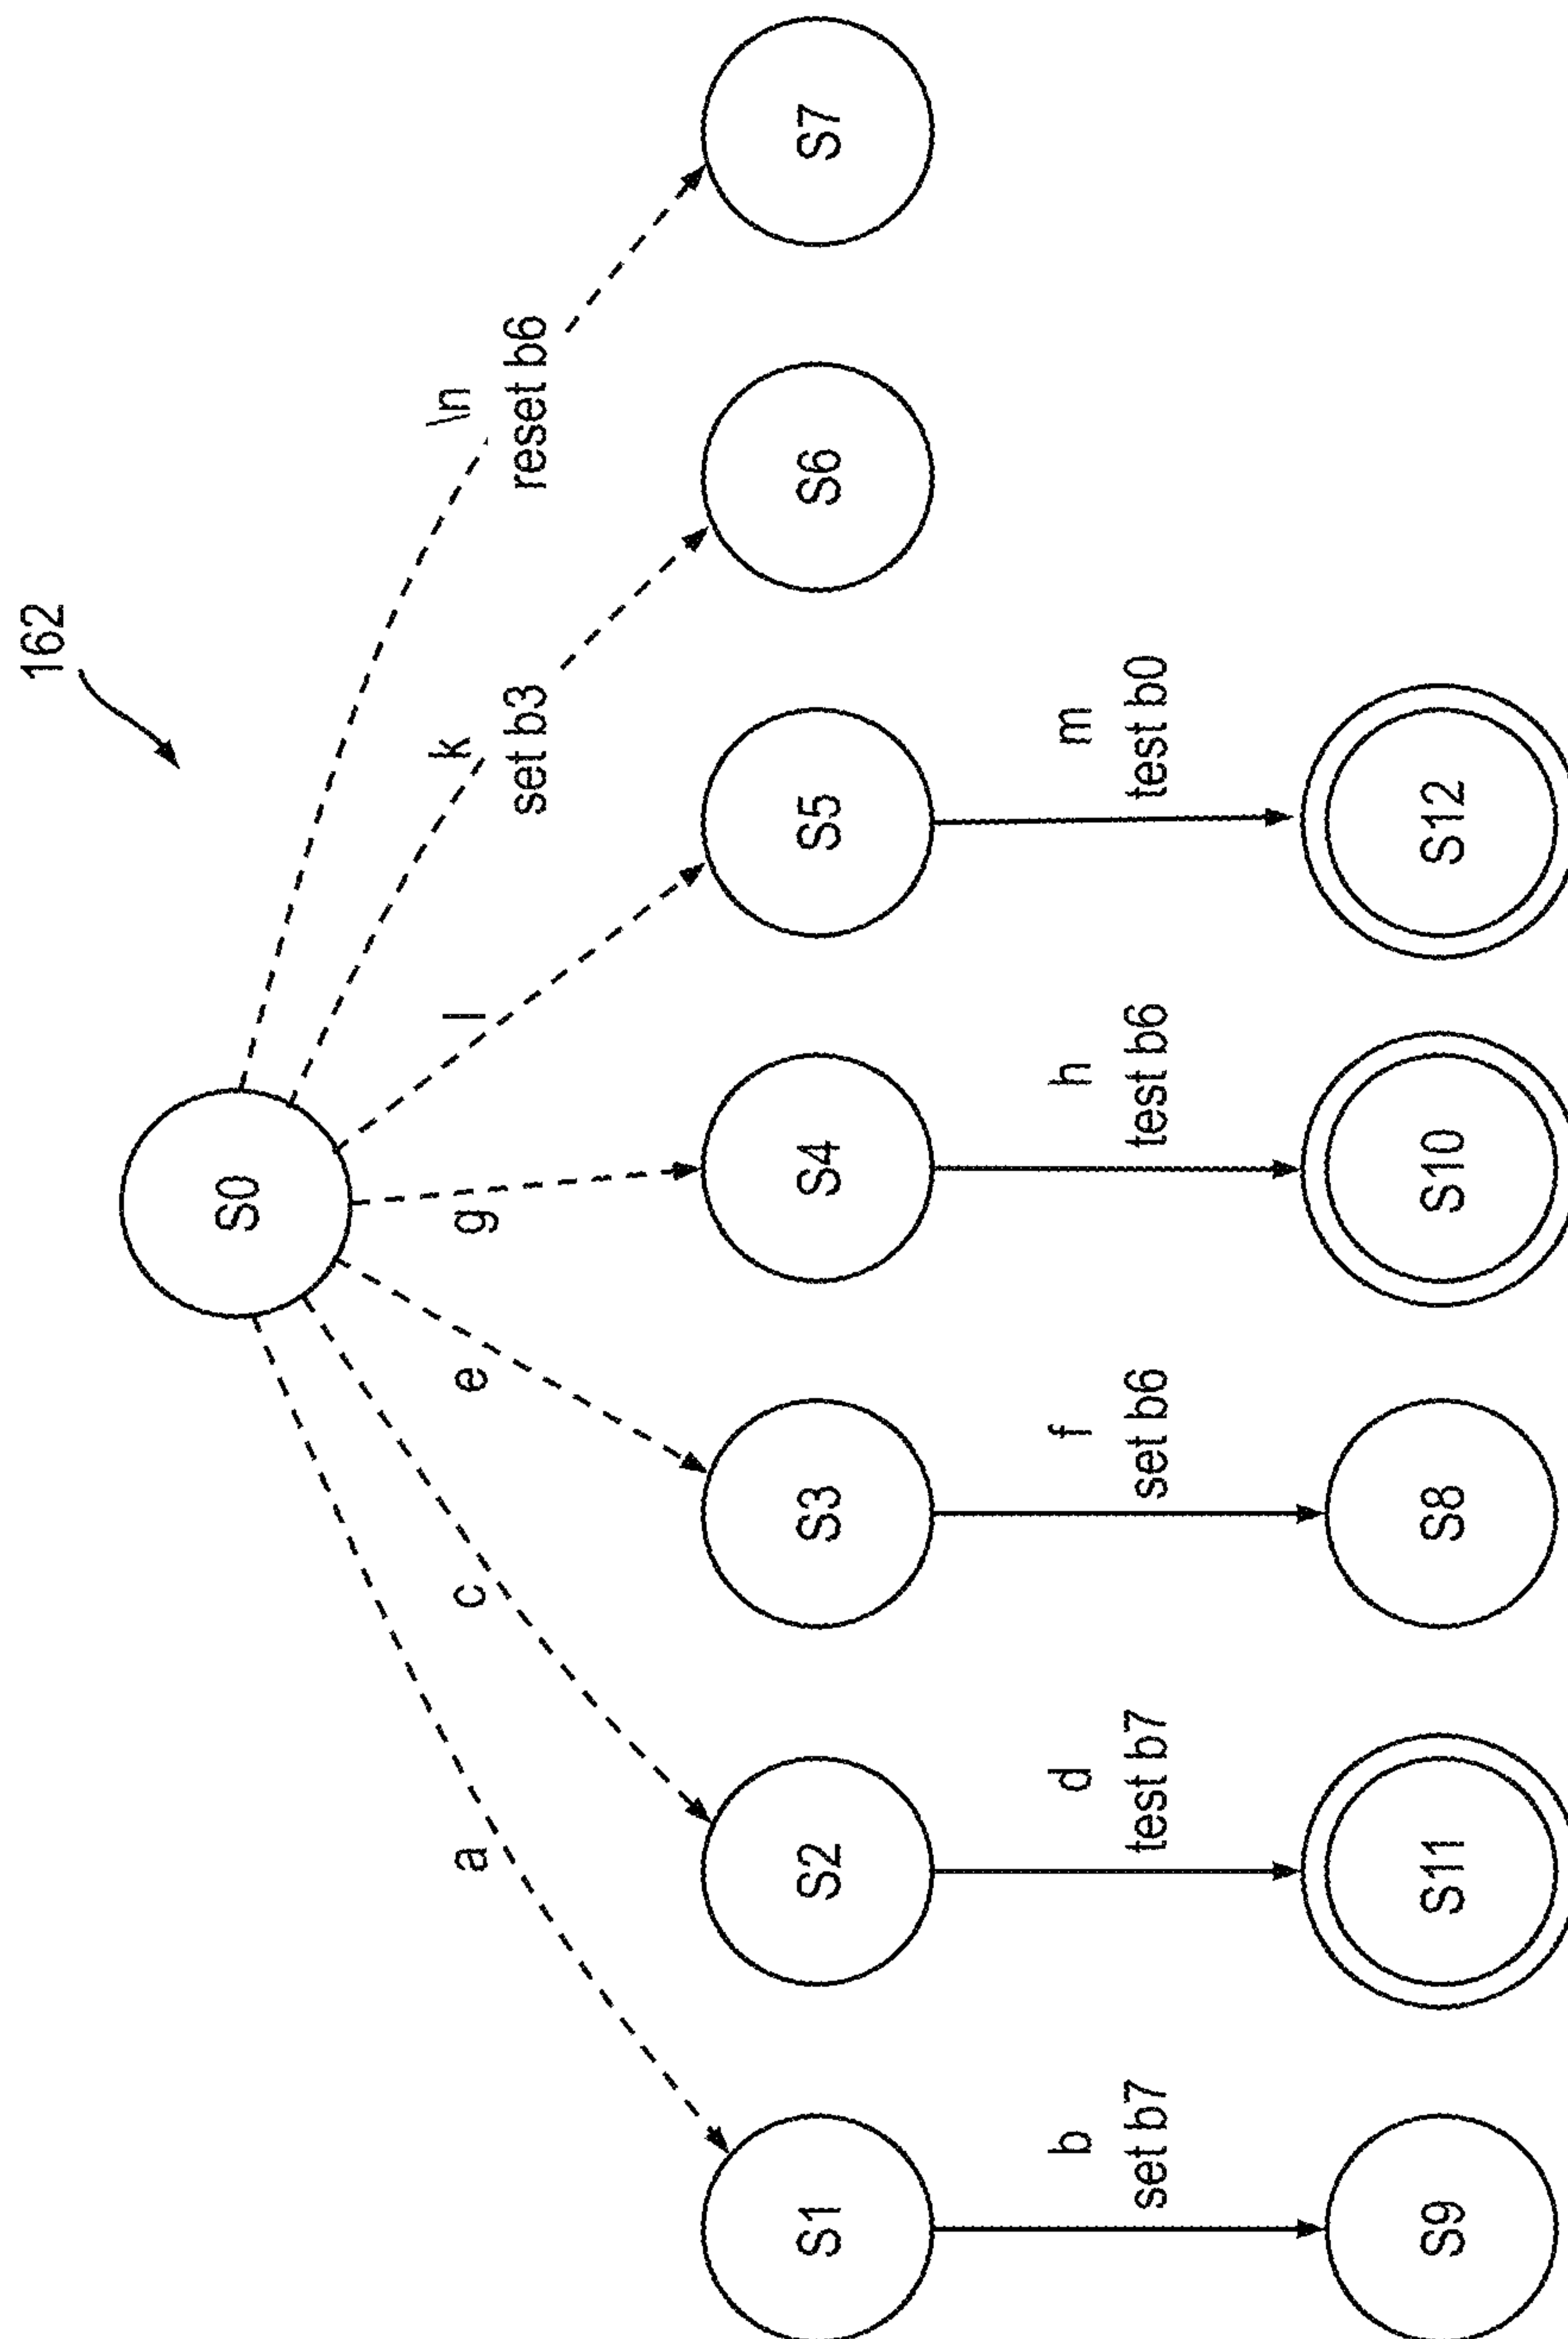 162
S0
a
c
e
g
l
k
set b3
\n
reset b6
S1
S2
S3
S4
S5
S6
S7
b
set b7
d
test b7
f
set b6
h
test b6
m
test b0
S9
S11
S8
S10
S12